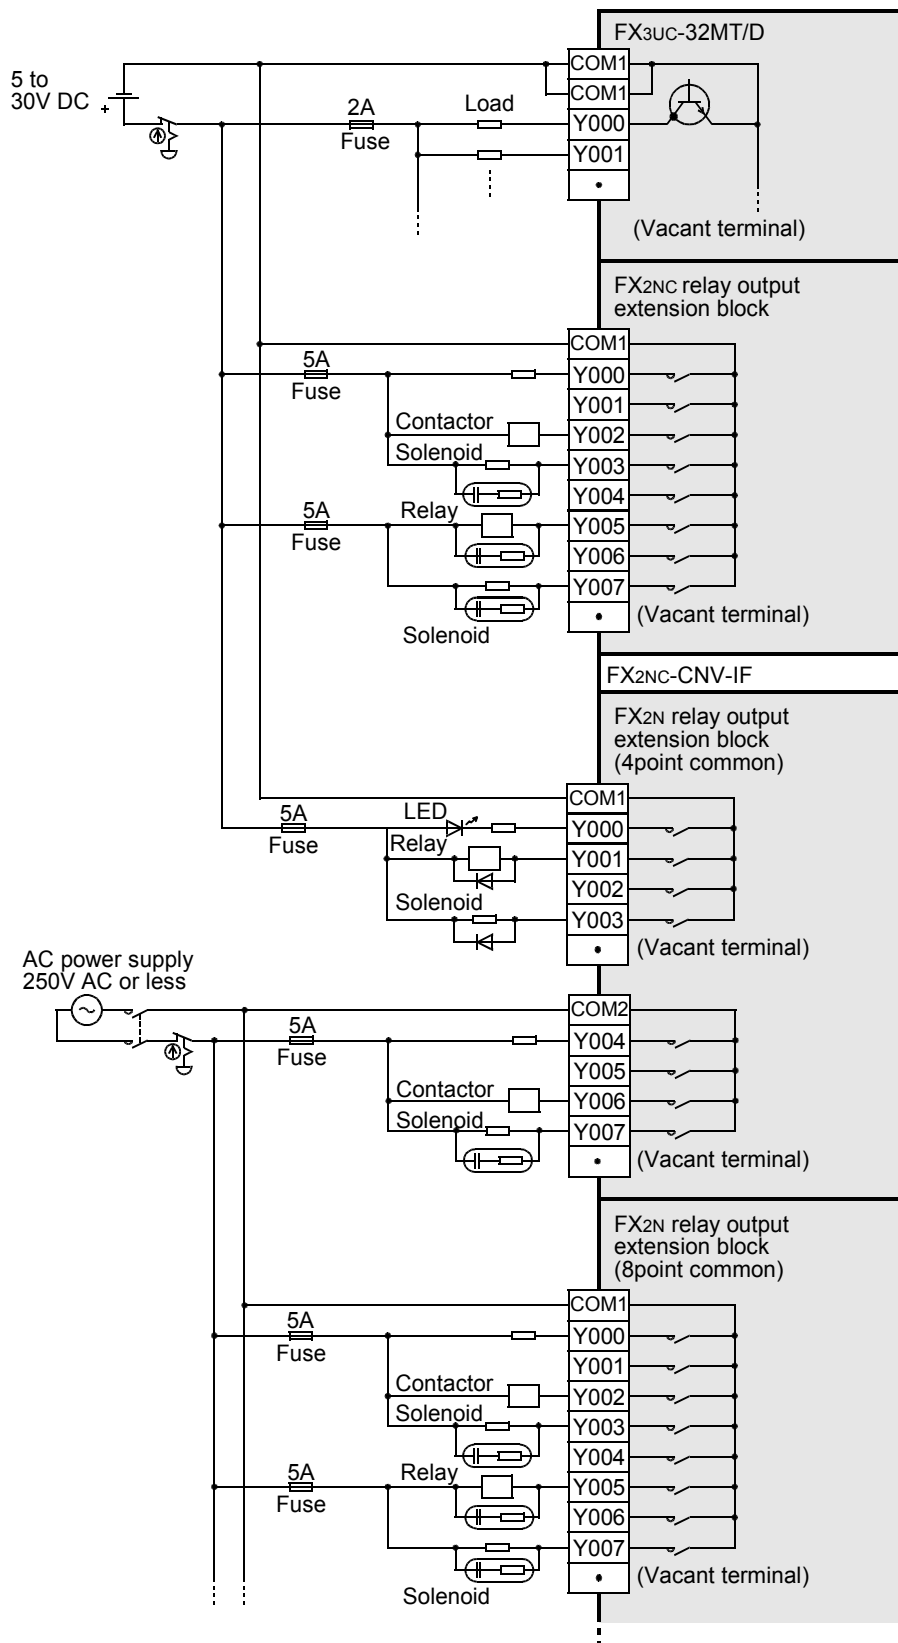 FX3UC-32MT/D
5 to
30V DC
+
COM1
COM1
2A
Fuse
Load
Y000
Y001
(Vacant terminal)
FX2NC relay output
extension block
COM1
5A
Fuse
Y000
Y001
Contactor
Y002
Solenoid
Y003
Y004
5A
Fuse
Relay
Y005
Y006
Y007
(Vacant terminal)
Solenoid
FX2NC-CNV-IF
FX2N relay output
extension block
(4point common)
COM1
5A
Fuse
LED
Y000
Relay
Y001
Y002
Solenoid
Y003
(Vacant terminal)
AC power supply
250V AC or less
COM2
5A
Fuse
Y004
Y005
Contactor
Y006
Solenoid
Y007
(Vacant terminal)
FX2N relay output
extension block
(8point common)
COM1
5A
Fuse
Y000
Y001
Contactor
Y002
Solenoid
Y003
Y004
5A
Fuse
Relay
Y005
Y006
Y007
(Vacant terminal)
Solenoid